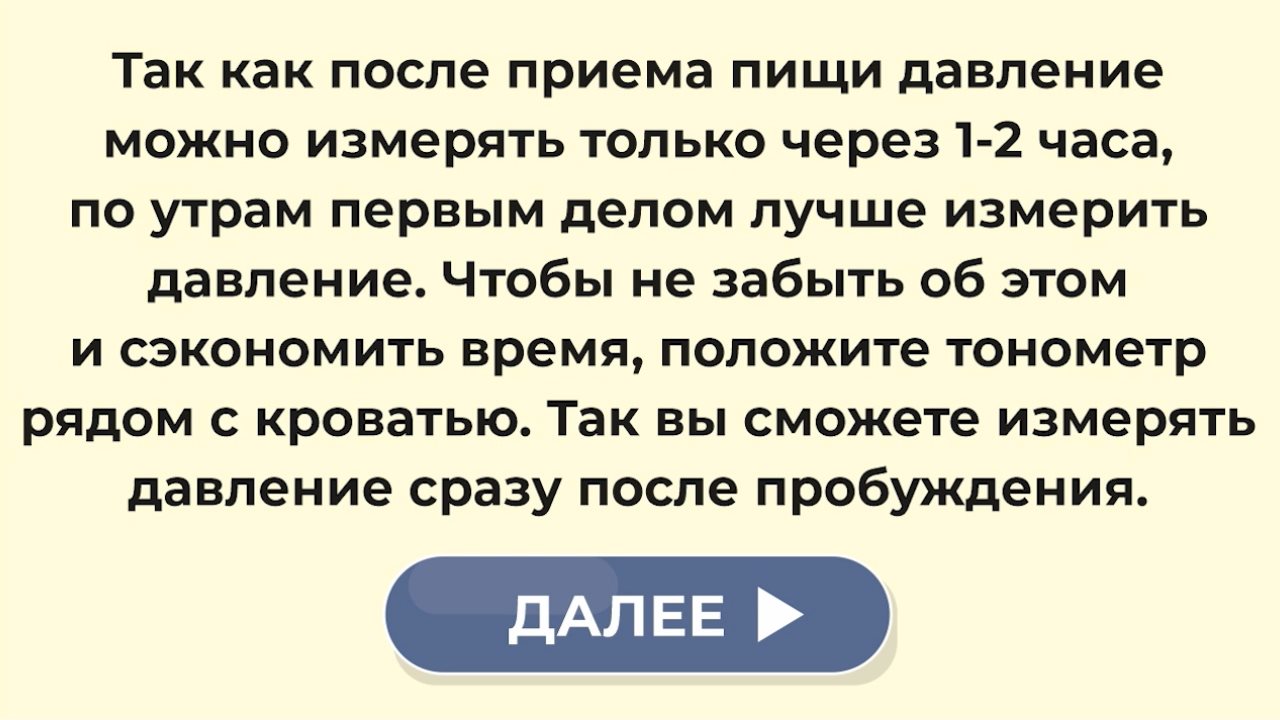 Так как после приема пищи давление
можно измерять только через 1-2 часа,
по утрам первым делом лучше измерить
давление. Чтобы не забыть об этом
и сэкономить время, положите тонометр
рядом с кроватью. Так вы сможете измерять
давление сразу после пробуждения.
ДАЛЕЕ